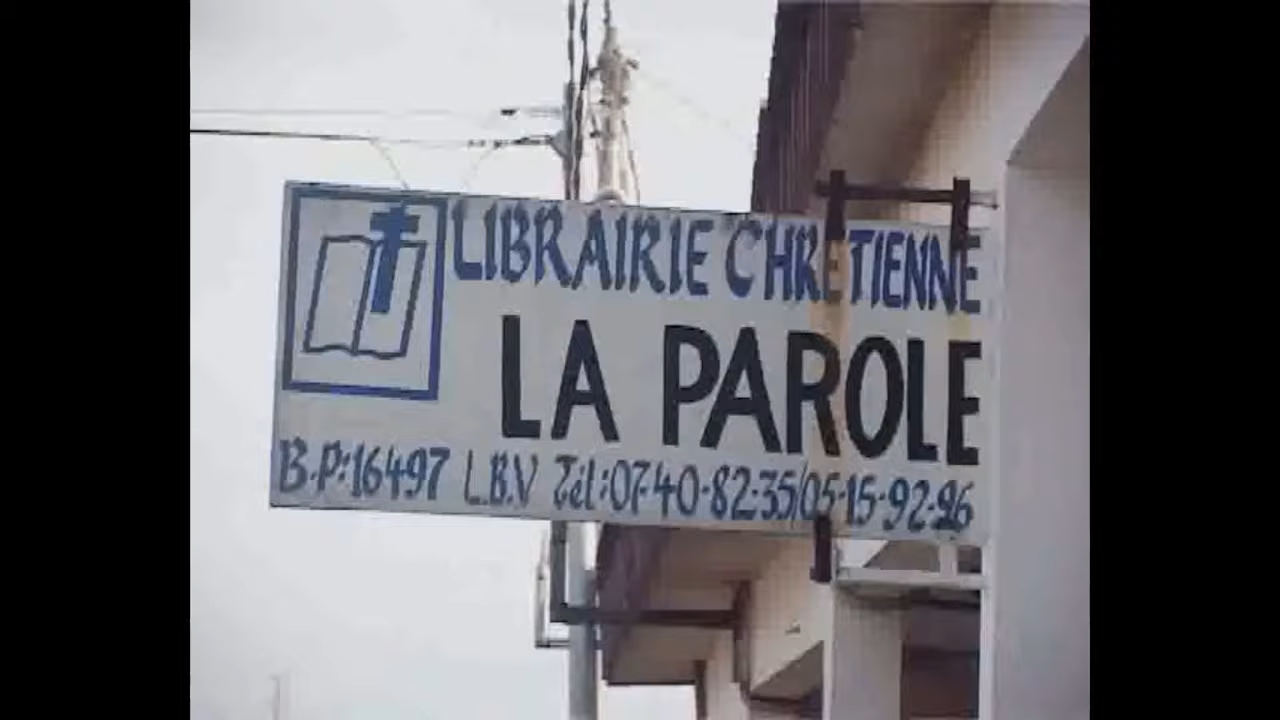 LIBRAIRIE CHRETIENNE
LA PAROLE
B.P:16497 L.B.V Tél:07-40-82-35/05-15-92-96